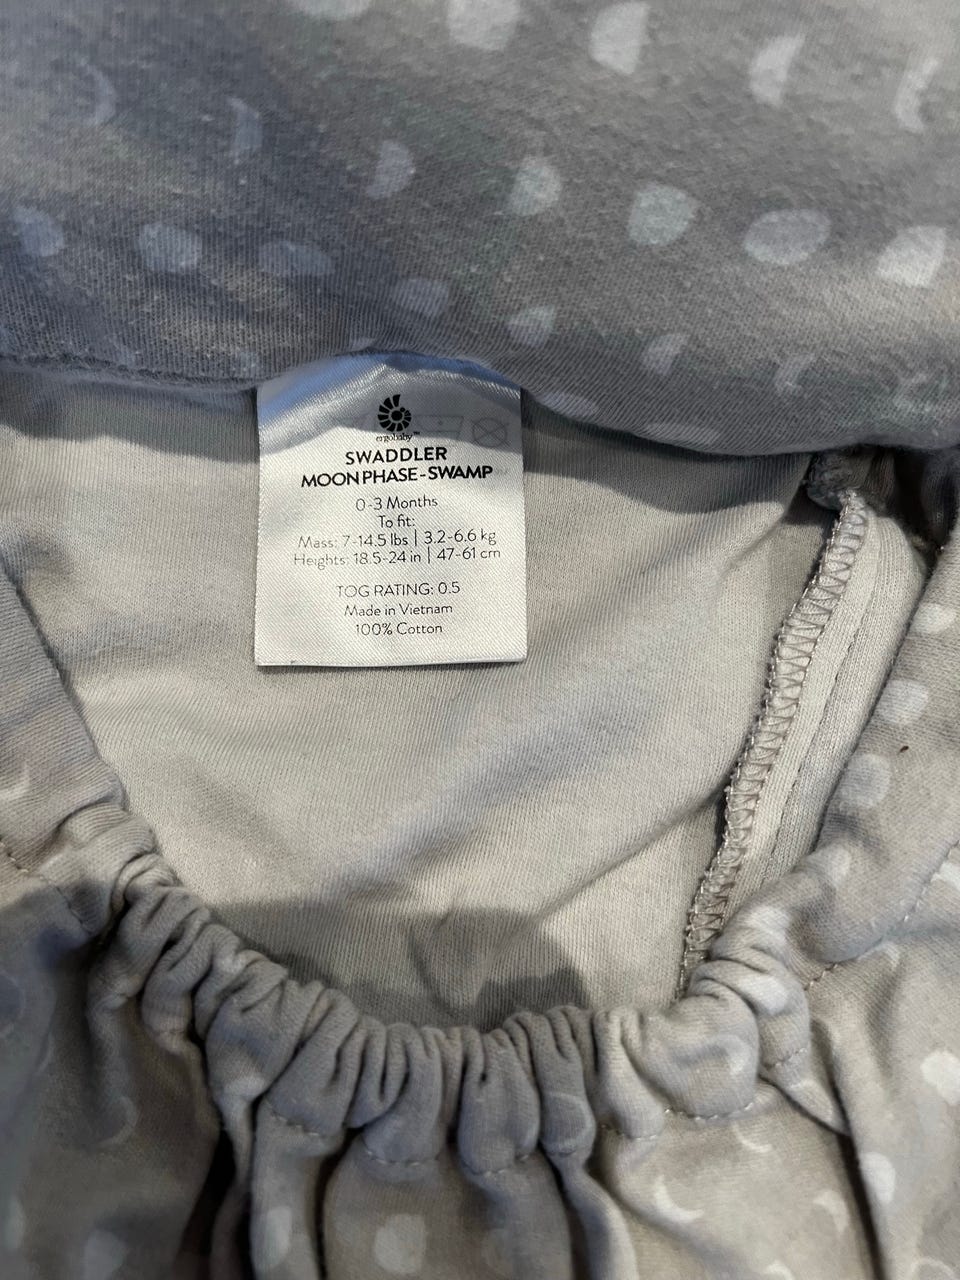 ergobaby™
SWADDLER
MOON PHASE - SWAMP
0-3 Months
To fit:
Mass: 7-14.5 lbs | 3.2-6.6 kg
Heights: 18.5-24 in | 47-61 cm
TOG RATING: 0.5
Made in Vietnam
100% Cotton